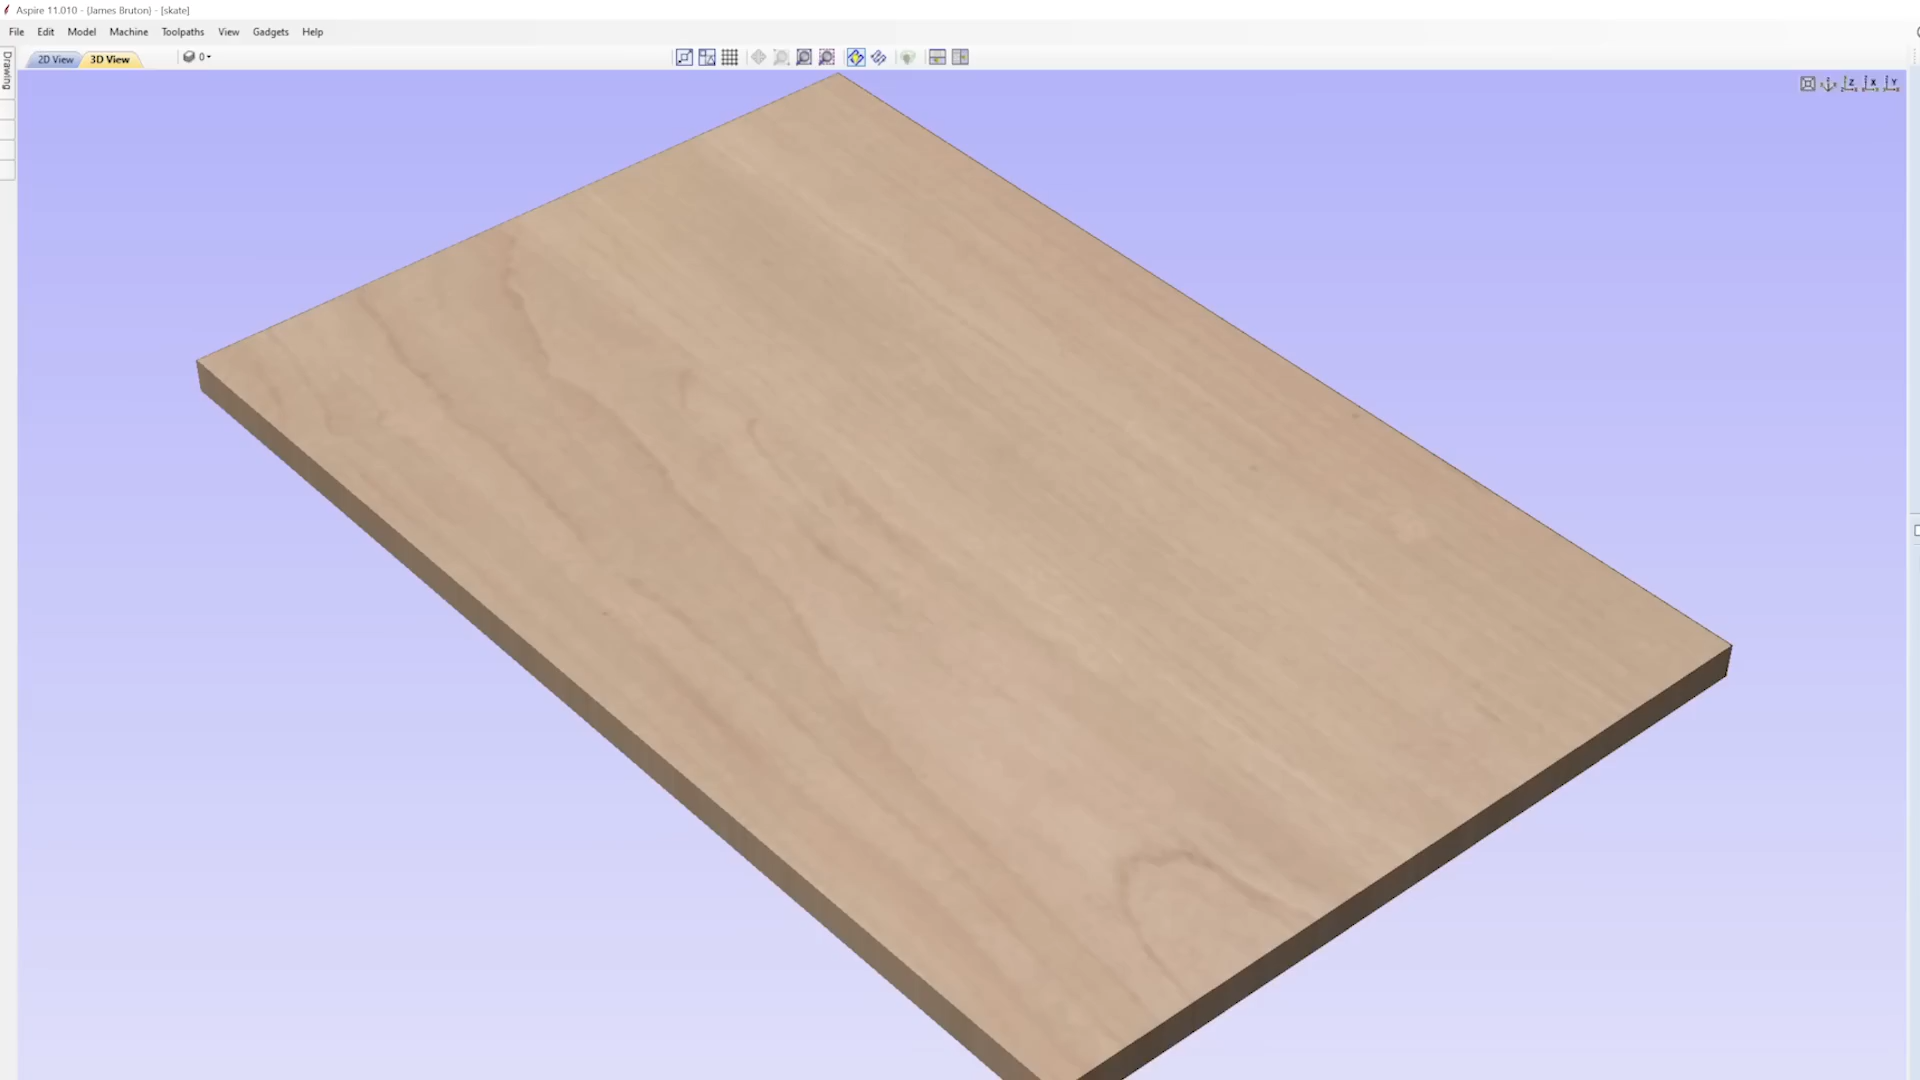 Aspire 11.010 - {James Bruton} - [skate]
File Edit Model Machine Toolpaths View Gadgets Help
2D View 3D View 0
Drawing
Z X Y